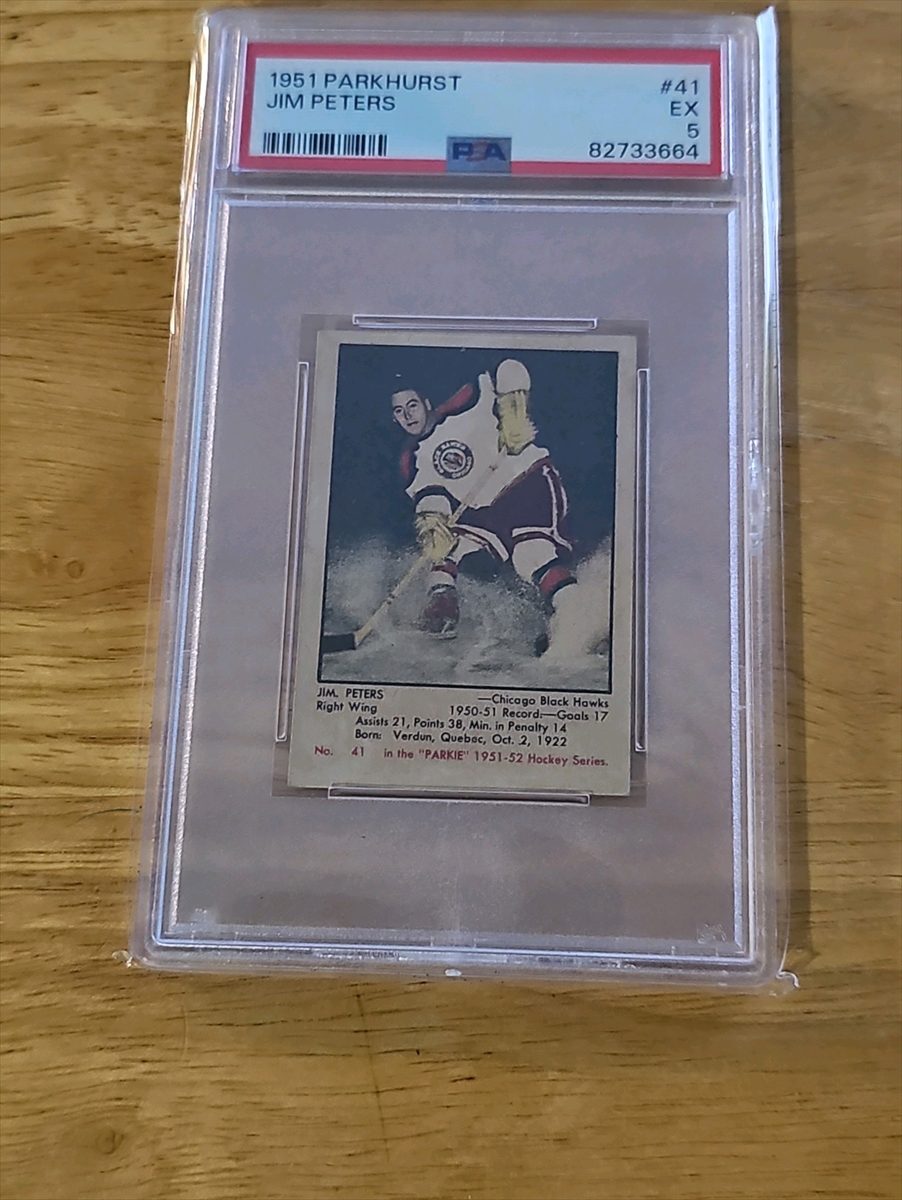 1951 PARKHURST #41
JIM PETERS EX
5
PSA 82733664
JIM. PETERS —Chicago Black Hawks
Right Wing 1950-51 Record:—Goals 17
Assists 21, Points 38, Min. in Penalty 14
Born: Verdun, Quebec, Oct. 2, 1922
No. 41 in the "PARKIE" 1951-52 Hockey Series.